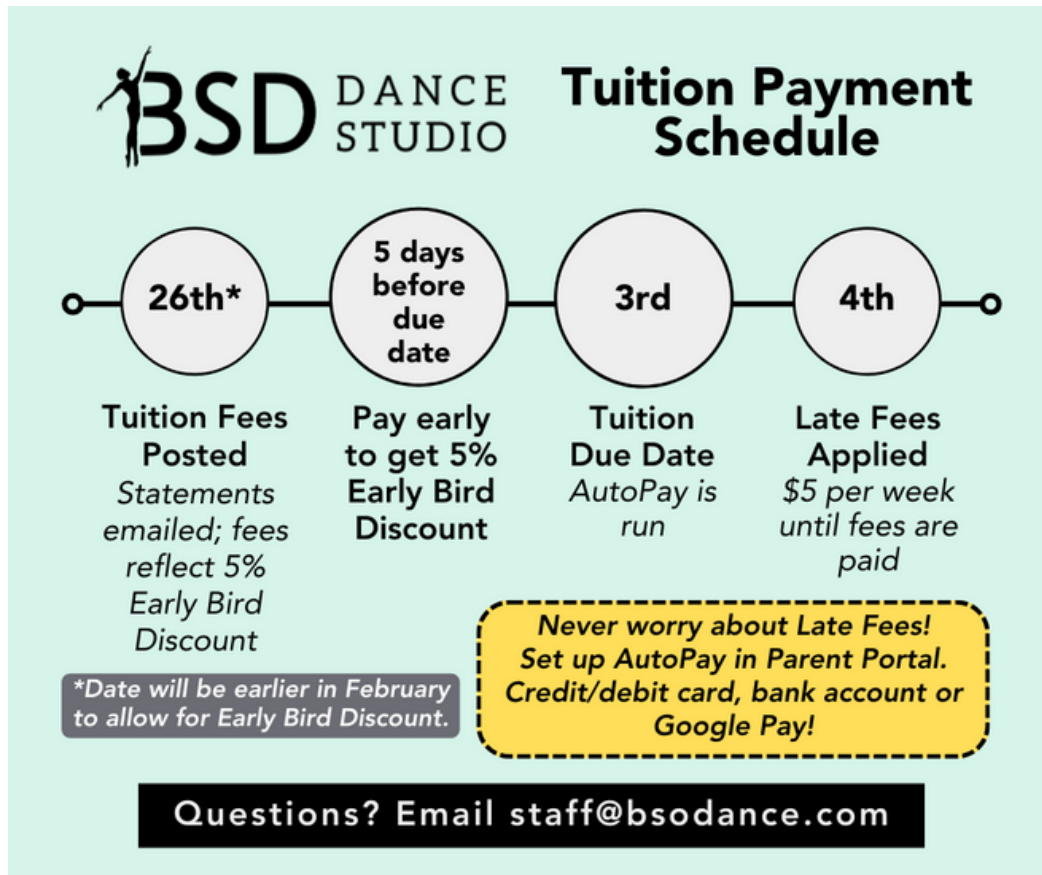 BSD DANCE
STUDIO
Tuition Payment
Schedule
26th*
5 days
before
due
date
3rd
4th
Tuition Fees
Posted
Statements
emailed; fees
reflect 5%
Early Bird
Discount
Pay early
to get 5%
Early Bird
Discount
Tuition
Due Date
AutoPay is
run
Late Fees
Applied
$5 per week
until fees are
paid
*Date will be earlier in February
to allow for Early Bird Discount.
Never worry about Late Fees!
Set up AutoPay in Parent Portal.
Credit/debit card, bank account or
Google Pay!
Questions? Email staff@bsodance.com